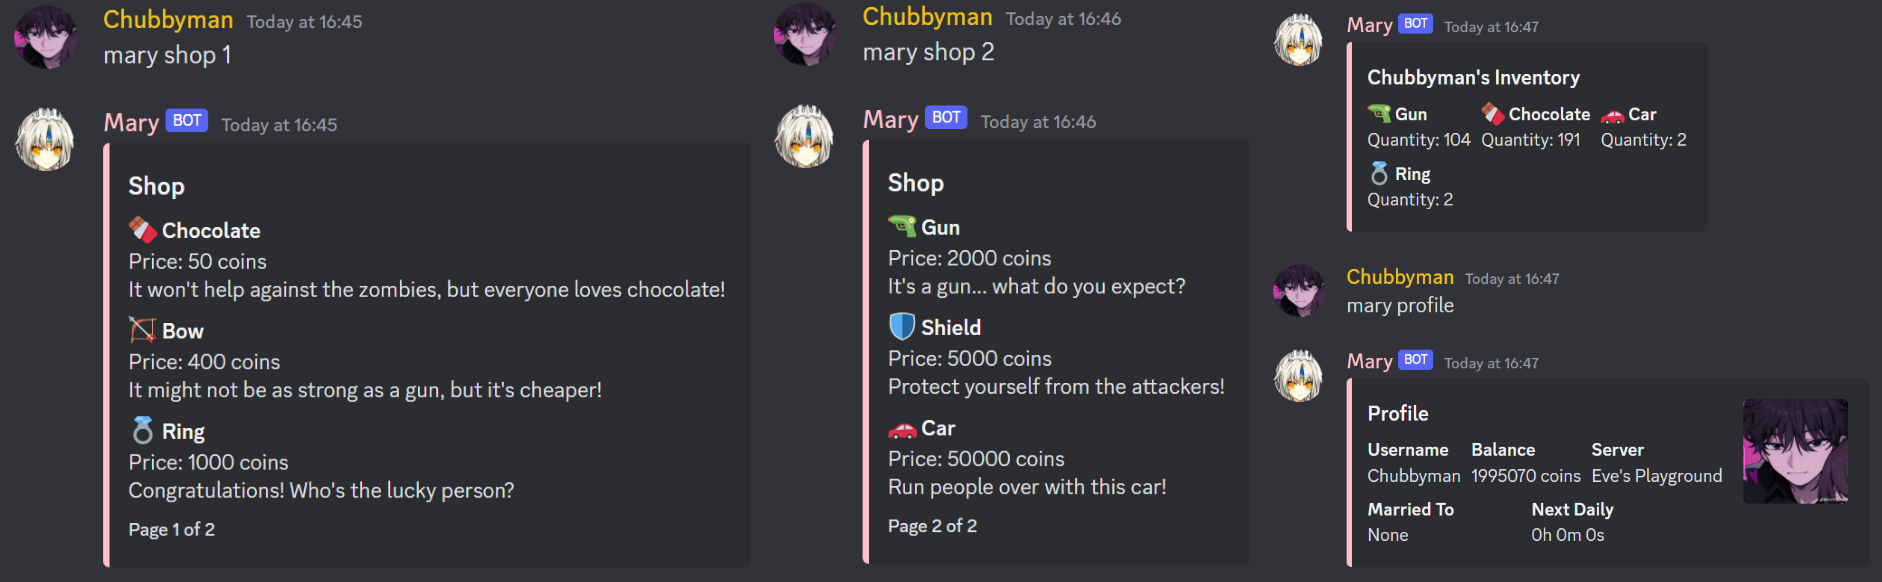 Chubbyman Today at 16:45
mary shop 1
Mary BOT Today at 16:45
Shop
Chocolate
Price: 50 coins
It won't help against the zombies, but everyone loves chocolate!
Bow
Price: 400 coins
It might not be as strong as a gun, but it's cheaper!
Ring
Price: 1000 coins
Congratulations! Who's the lucky person?
Page 1 of 2
Chubbyman Today at 16:46
mary shop 2
Mary BOT Today at 16:46
Shop
Gun
Price: 2000 coins
It's a gun... what do you expect?
Shield
Price: 5000 coins
Protect yourself from the attackers!
Car
Price: 50000 coins
Run people over with this car!
Page 2 of 2
Mary BOT Today at 16:47
Chubbyman's Inventory
Gun Chocolate Car
Quantity: 104 Quantity: 191 Quantity: 2
Ring
Quantity: 2
Chubbyman Today at 16:47
mary profile
Mary BOT Today at 16:47
Profile
Username Balance Server
Chubbyman 1995070 coins Eve's Playground
Married To Next Daily
None 0h 0m 0s